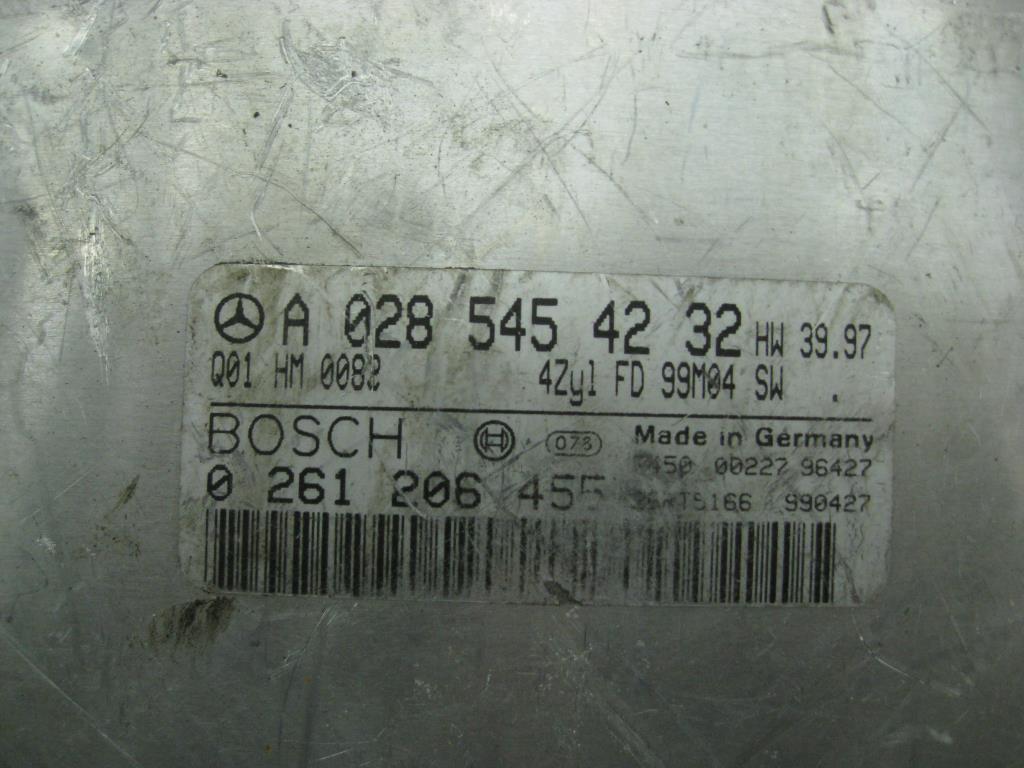 A 028 545 42 32 HW 39.97
Q01 HM 0082 4Zyl FD 99M04 SW .
BOSCH 078 Made in Germany
00227 96427
0 261 206 455 990427